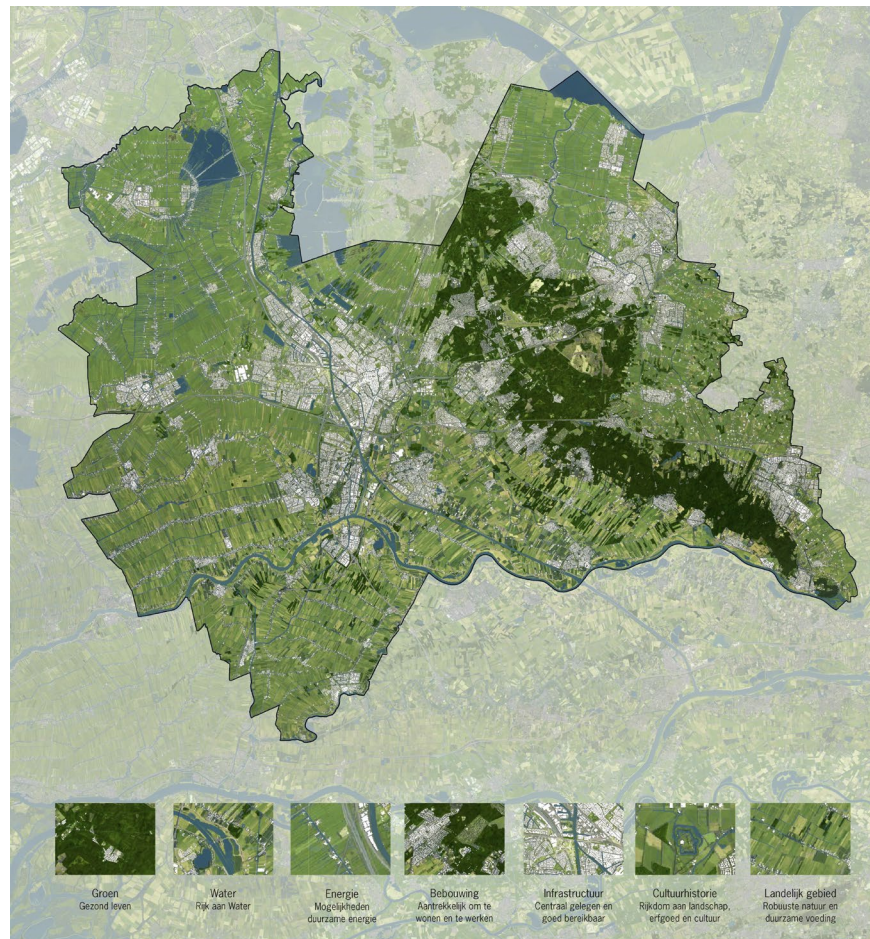 Groen
Gezond leven
Water
Rijk aan Water
Energie
Mogelijkheden
duurzame energie
Bebouwing
Aantrekkelijk om te
wonen en te werken
Infrastructuur
Centraal gelegen en
goed bereikbaar
Cultuurhistorie
Rijkdom aan landschap,
erfgoed en cultuur
Landelijk gebied
Robuuste natuur en
duurzame voeding